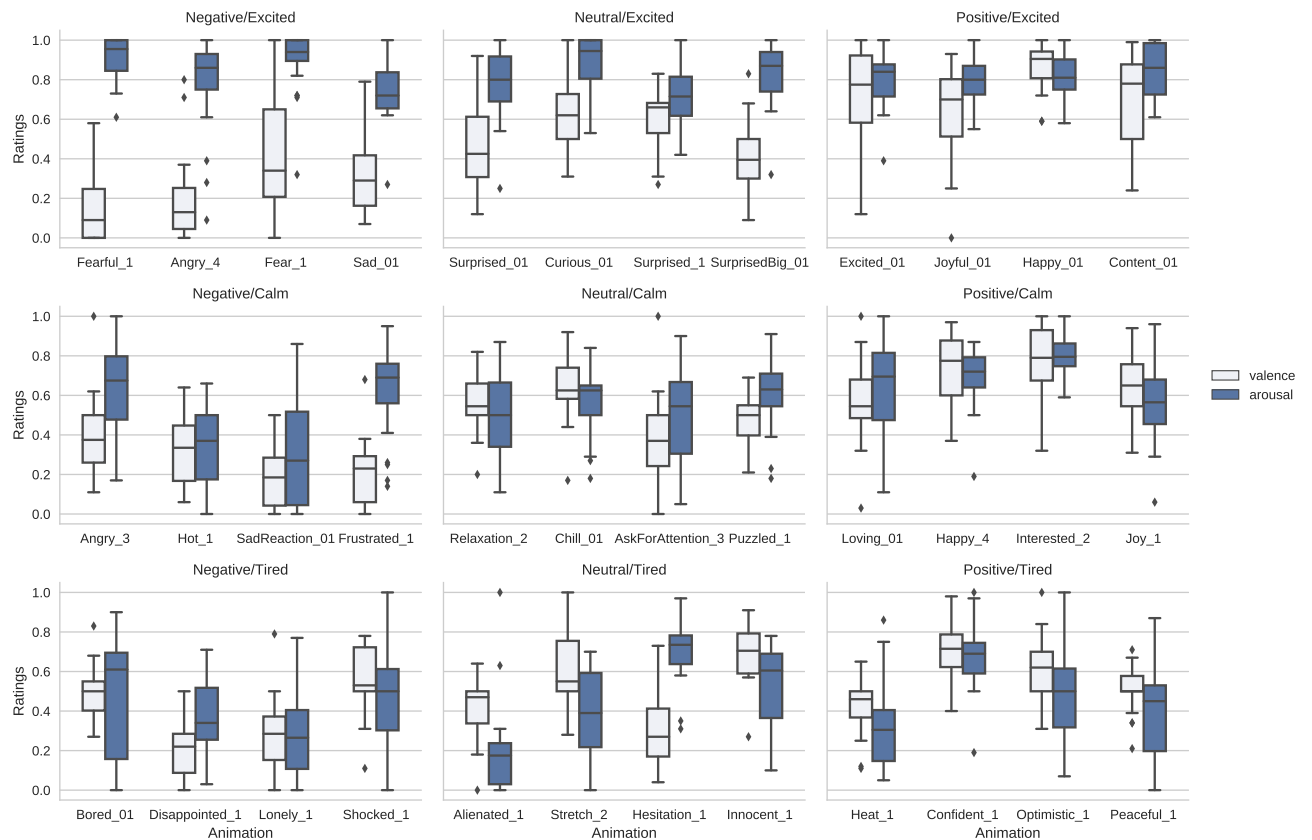 Negative/Excited Neutral/Excited Positive/Excited
1.0
0.8
0.6
0.4
0.2
0.0
Ratings
Fearful_1 Angry_4 Fear_1 Sad_01 Surprised_01 Curious_01 Surprised_1 SurprisedBig_01 Excited_01 Joyful_01 Happy_01 Content_01
Negative/Calm Neutral/Calm Positive/Calm
1.0
0.8
0.6
0.4
0.2
0.0
Ratings
valence
arousal
Angry_3 Hot_1 SadReaction_01 Frustrated_1 Relaxation_2 Chill_01 AskForAttention_3 Puzzled_1 Loving_01 Happy_4 Interested_2 Joy_1
Negative/Tired Neutral/Tired Positive/Tired
1.0
0.8
0.6
0.4
0.2
0.0
Ratings
Bored_01 Disappointed_1 Lonely_1 Shocked_1 Alienated_1 Stretch_2 Hesitation_1 Innocent_1 Heat_1 Confident_1 Optimistic_1 Peaceful_1
Animation Animation Animation